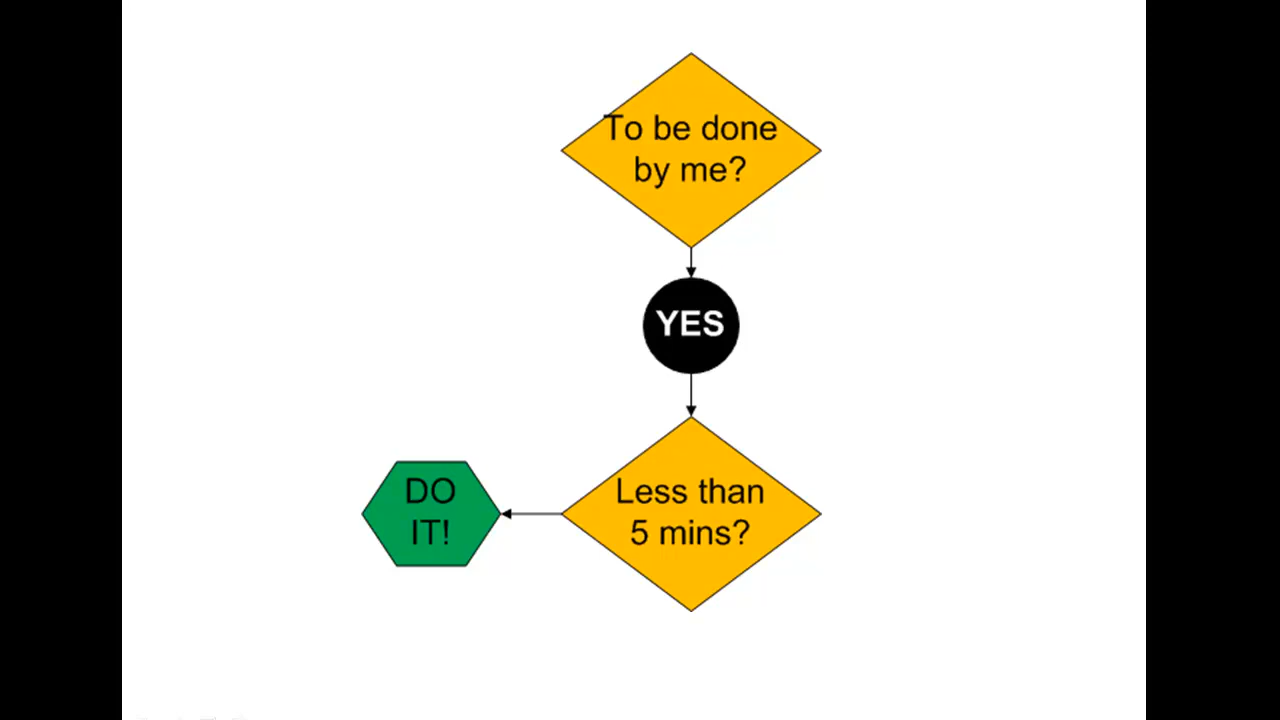 To be done
by me?
YES
Less than
5 mins?
DO
IT!